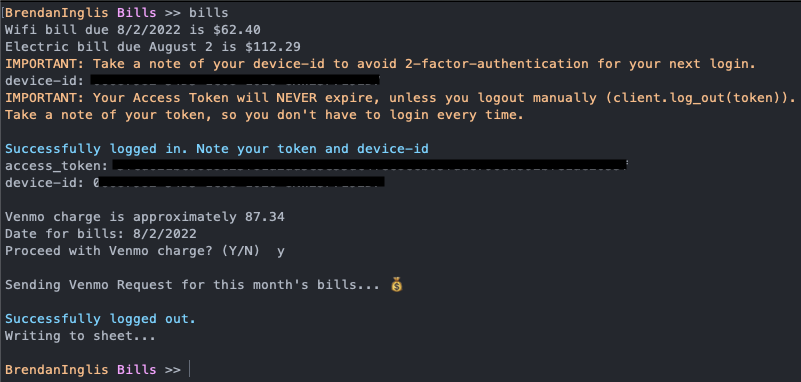 BrendanInglis Bills >> bills
Wifi bill due 8/2/2022 is $62.40
Electric bill due August 2 is $112.29
IMPORTANT: Take a note of your device-id to avoid 2-factor-authentication for your next login.
device-id:
IMPORTANT: Your Access Token will NEVER expire, unless you logout manually (client.log_out(token)).
Take a note of your token, so you don't have to login every time.
Successfully logged in. Note your token and device-id
access_token:
device-id:
Venmo charge is approximately 87.34
Date for bills: 8/2/2022
Proceed with Venmo charge? (Y/N)  y
Sending Venmo Request for this month's bills... 💰
Successfully logged out.
Writing to sheet...
BrendanInglis Bills >>